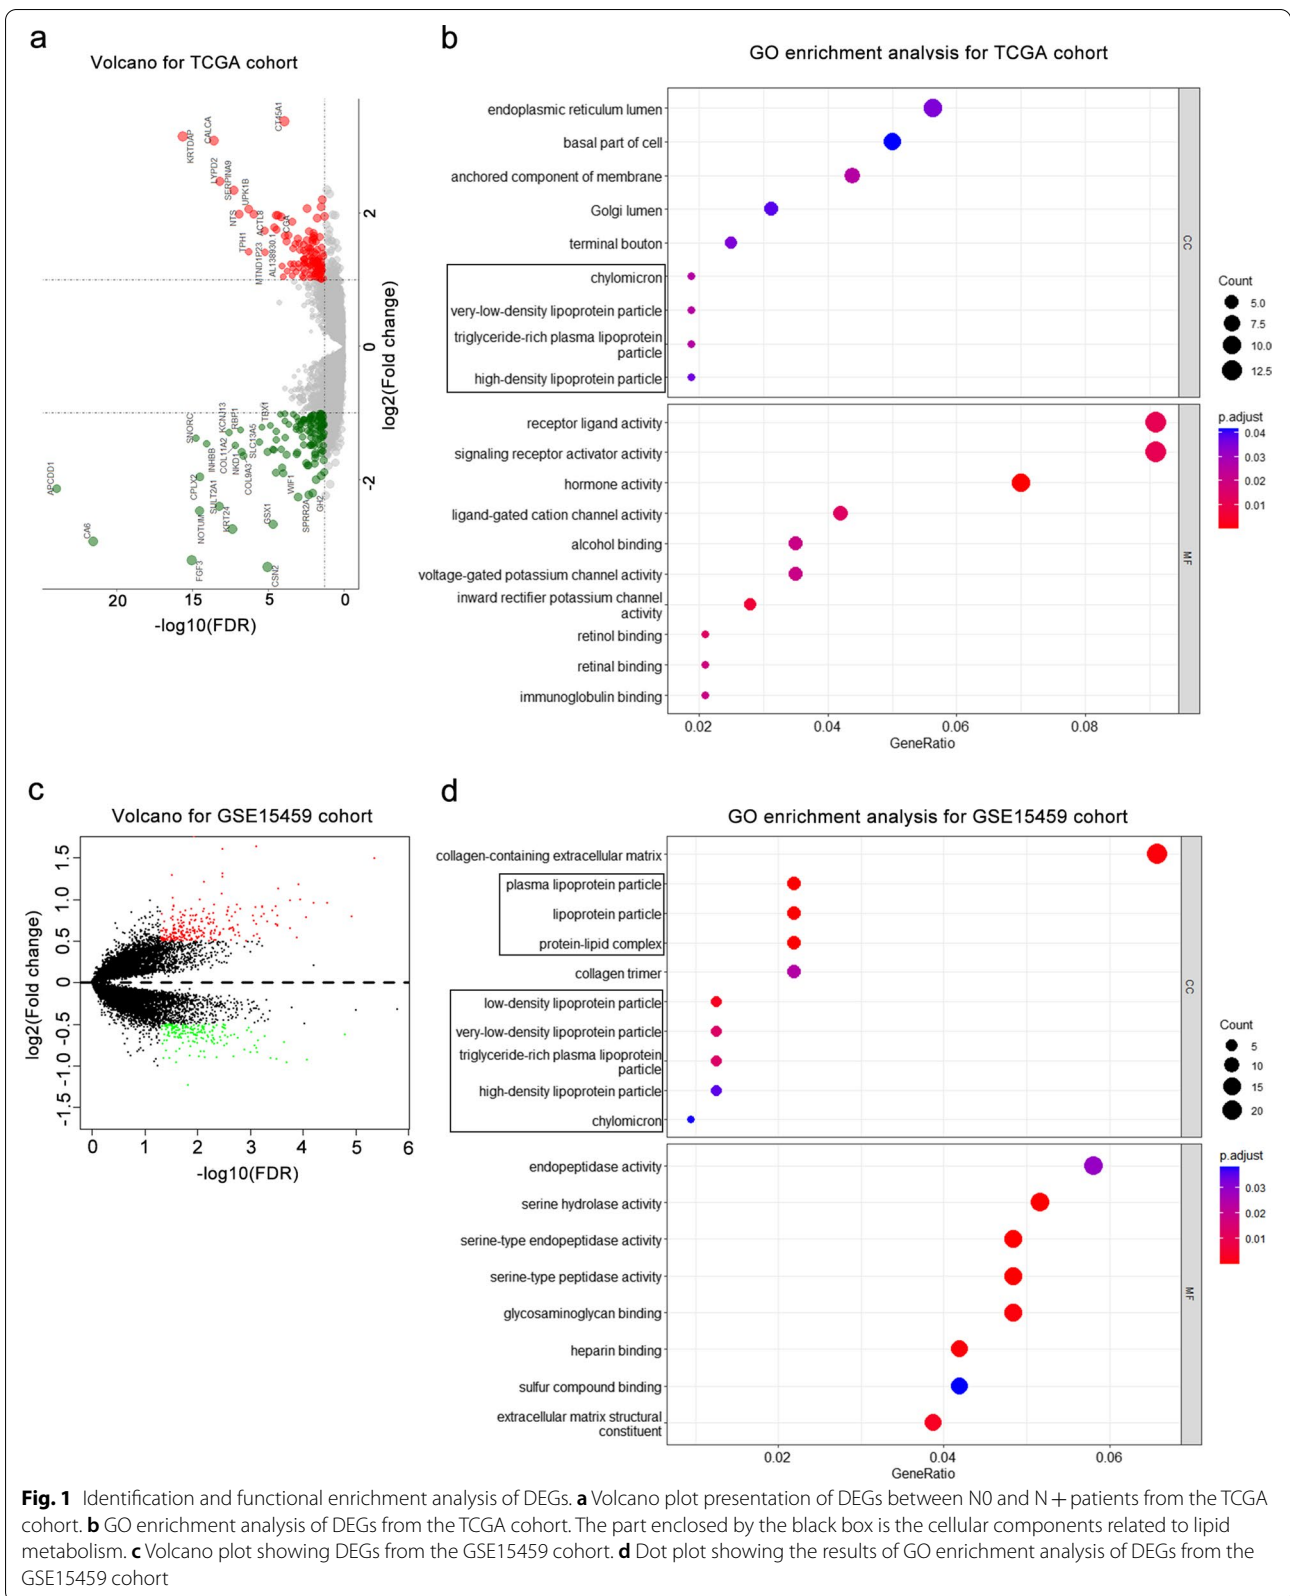 a
Volcano for TCGA cohort
CT45A1
KRTDAP
CALCA
LYPD2
SERPINA9
UPK1B
NTS
ACTL8
CGA
TPH1
MTND1P23
AL138930.1
2
0
-2
log2(Fold change)
SNORC
INHBB
COL11A2
KCNJ13
RBP1
NKD1
COL9A3
SLC13A5
TBX1
APCDD1
CPLX2
SULT2A1
WIF1
CA6
NOTUM
KRT24
GSX1
SPRR2A
GH2
FGF3
CSN2
20
15
10
5
0
-log10(FDR)
b
GO enrichment analysis for TCGA cohort
endoplasmic reticulum lumen
basal part of cell
anchored component of membrane
Golgi lumen
terminal bouton
chylomicron
very-low-density lipoprotein particle
triglyceride-rich plasma lipoprotein
particle
high-density lipoprotein particle
CC
receptor ligand activity
signaling receptor activator activity
hormone activity
ligand-gated cation channel activity
alcohol binding
voltage-gated potassium channel activity
inward rectifier potassium channel
activity
retinol binding
retinal binding
immunoglobulin binding
MF
0.02
0.04
0.06
0.08
GeneRatio
Count
5.0
7.5
10.0
12.5
p.adjust
0.04
0.03
0.02
0.01
c
Volcano for GSE15459 cohort
log2(Fold change)
1.5
1.0
0.5
0
-0.5
-1.0
-1.5
0
1
2
3
4
5
6
-log10(FDR)
d
GO enrichment analysis for GSE15459 cohort
collagen-containing extracellular matrix
plasma lipoprotein particle
lipoprotein particle
protein-lipid complex
collagen trimer
low-density lipoprotein particle
very-low-density lipoprotein particle
triglyceride-rich plasma lipoprotein
particle
high-density lipoprotein particle
chylomicron
CC
endopeptidase activity
serine hydrolase activity
serine-type endopeptidase activity
serine-type peptidase activity
glycosaminoglycan binding
heparin binding
sulfur compound binding
extracellular matrix structural
constituent
MF
0.02
0.04
0.06
GeneRatio
Count
5
10
15
20
p.adjust
0.03
0.02
0.01
Fig. 1 Identification and functional enrichment analysis of DEGs. a Volcano plot presentation of DEGs between N0 and N + patients from the TCGA
cohort. b GO enrichment analysis of DEGs from the TCGA cohort. The part enclosed by the black box is the cellular components related to lipid
metabolism. c Volcano plot showing DEGs from the GSE15459 cohort. d Dot plot showing the results of GO enrichment analysis of DEGs from the
GSE15459 cohort